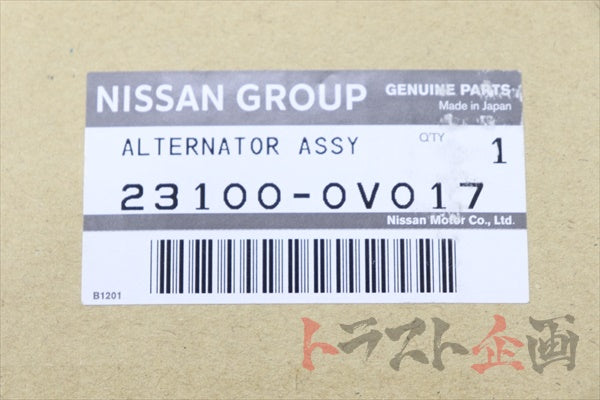 NISSAN GROUP GENUINE PARTS
Made in Japan
ALTERNATOR ASSY Q'TY 1
23100-0V017
Nissan Motor Co., Ltd.
B1201
トラスト企画